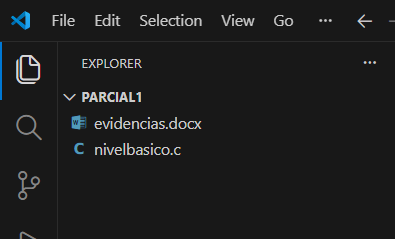 File Edit Selection View Go ···
EXPLORER ···
PARCIAL1
evidencias.docx
C nivelbasico.c